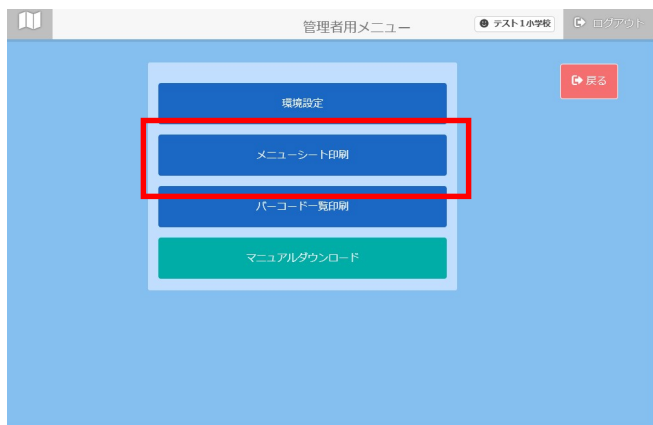 管理者用メニュー
テスト1小学校
ログアウト
戻る
環境設定
メニューシート印刷
バーコード一覧印刷
マニュアルダウンロード